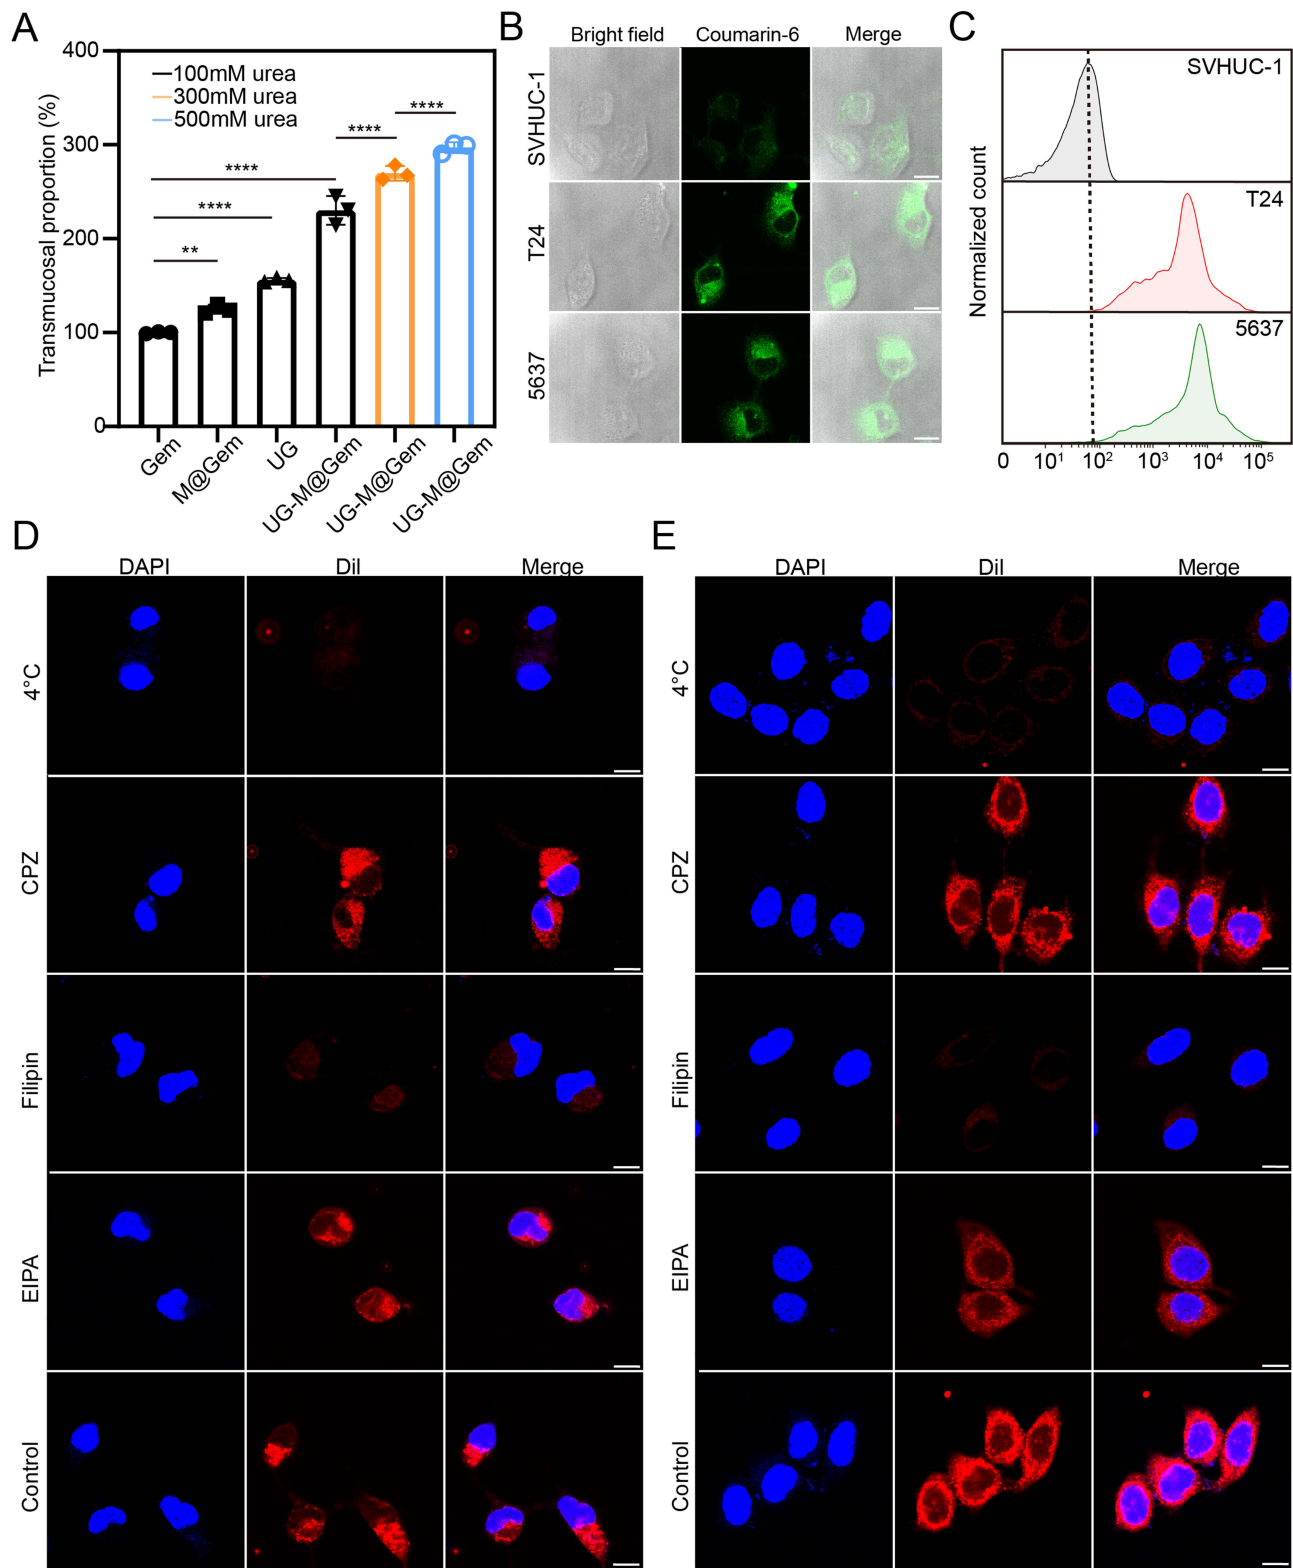 A
Transmucosal proportion (%)
400
300
200
100
0
100mM urea
300mM urea
500mM urea
**
****
****
****
****
Gem
M@Gem
UG
UG-M@Gem
UG-M@Gem
UG-M@Gem
B
Bright field Coumarin-6 Merge
SVHUC-1
T24
5637
C
Normalized count
SVHUC-1
T24
5637
0 10¹ 10² 10³ 10⁴ 10⁵
D
DAPI DiI Merge
4°C
CPZ
Filipin
EIPA
Control
E
DAPI DiI Merge
4°C
CPZ
Filipin
EIPA
Control